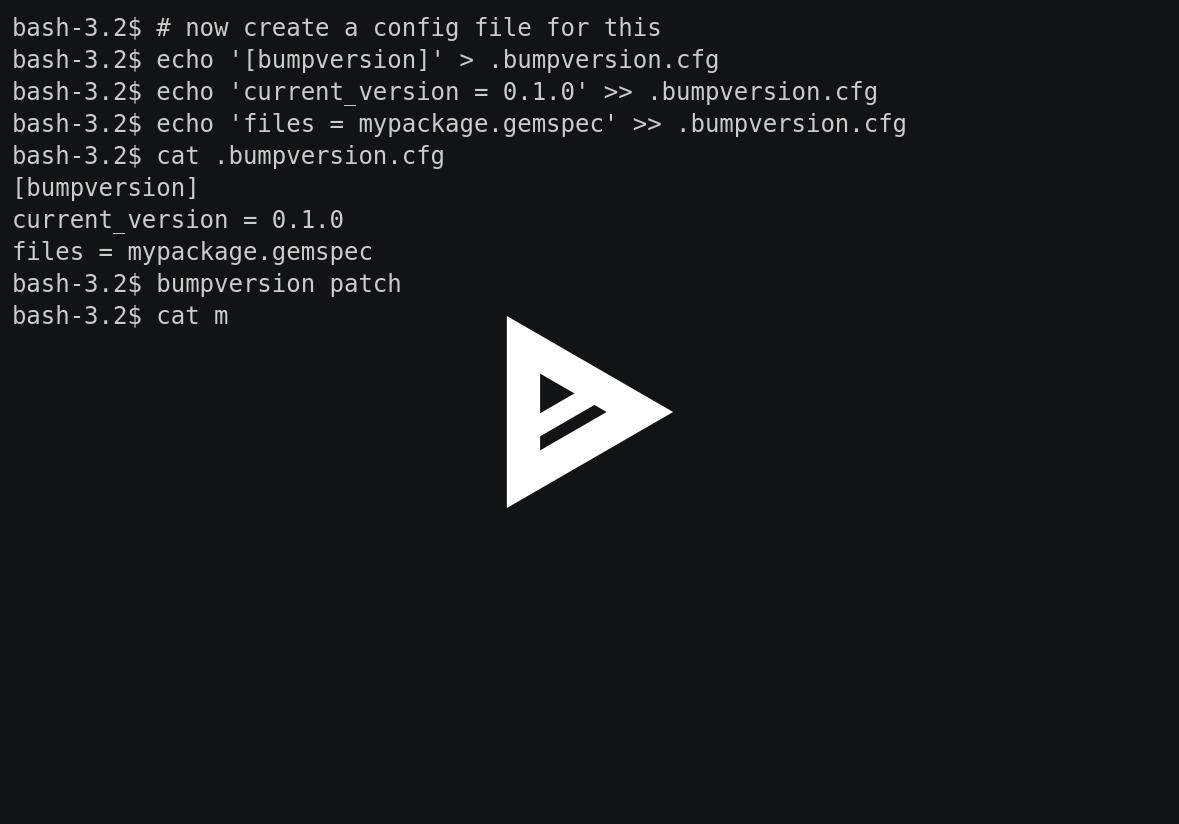 bash-3.2$ # now create a config file for this
bash-3.2$ echo '[bumpversion]' > .bumpversion.cfg
bash-3.2$ echo 'current_version = 0.1.0' >> .bumpversion.cfg
bash-3.2$ echo 'files = mypackage.gemspec' >> .bumpversion.cfg
bash-3.2$ cat .bumpversion.cfg
[bumpversion]
current_version = 0.1.0
files = mypackage.gemspec
bash-3.2$ bumpversion patch
bash-3.2$ cat m